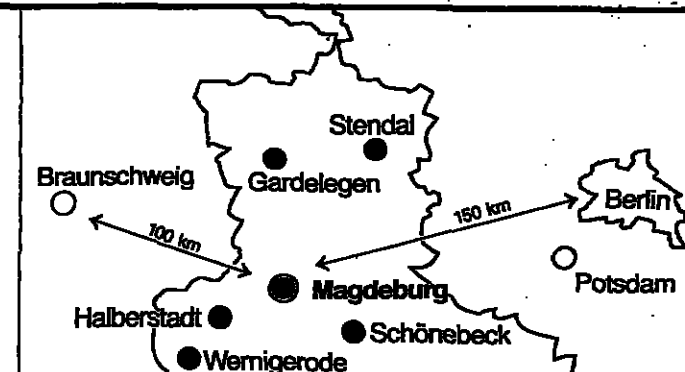 Stendal
Braunschweig
Gardelegen
Berlin
150 km
100 km
Potsdam
Magdeburg
Halberstadt
Schönebeck
Wernigerode